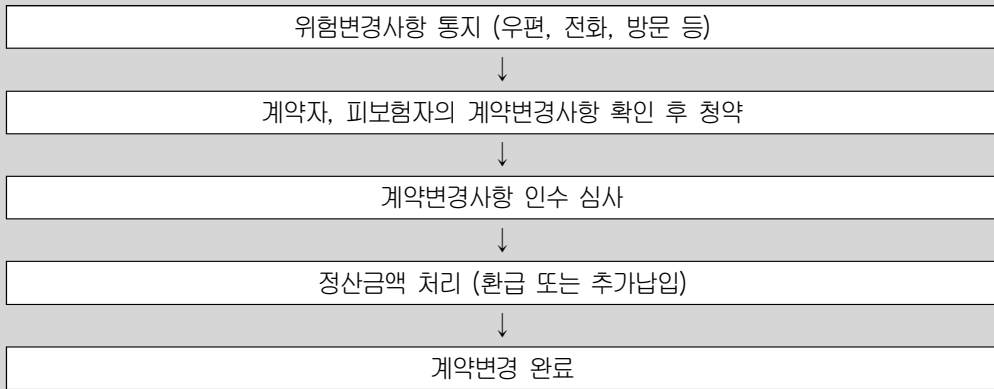 위험변경사항 통지 (우편, 전화, 방문 등)
↓
계약자, 피보험자의 계약변경사항 확인 후 청약
↓
계약변경사항 인수 심사
↓
정산금액 처리 (환급 또는 추가납입)
↓
계약변경 완료